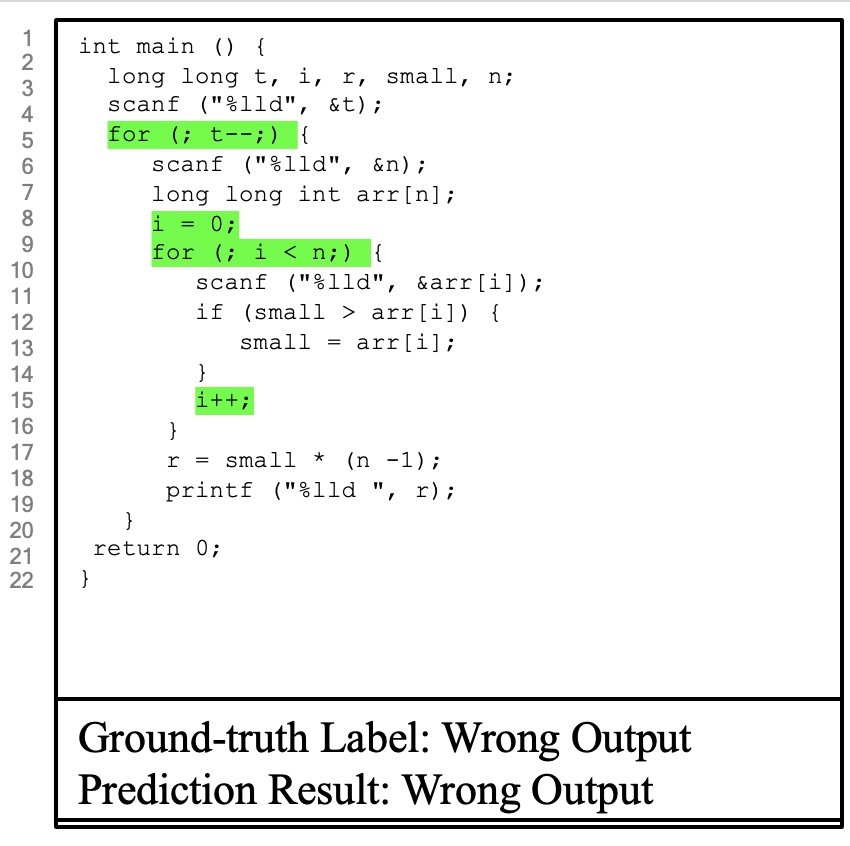 1
2
3
4
5
6
7
8
9
10
11
12
13
14
15
16
17
18
19
20
21
22
int main () {
long long t, i, r, small, n;
scanf ("%lld", &t);
for (; t--;) {
scanf ("%lld", &n);
long long int arr[n];
i = 0;
for (; i < n;) {
scanf ("%lld", &arr[i]);
if (small > arr[i]) {
small = arr[i];
}
i++;
}
r = small * (n -1);
printf ("%lld ", r);
}
return 0;
}
Ground-truth Label: Wrong Output
Prediction Result: Wrong Output